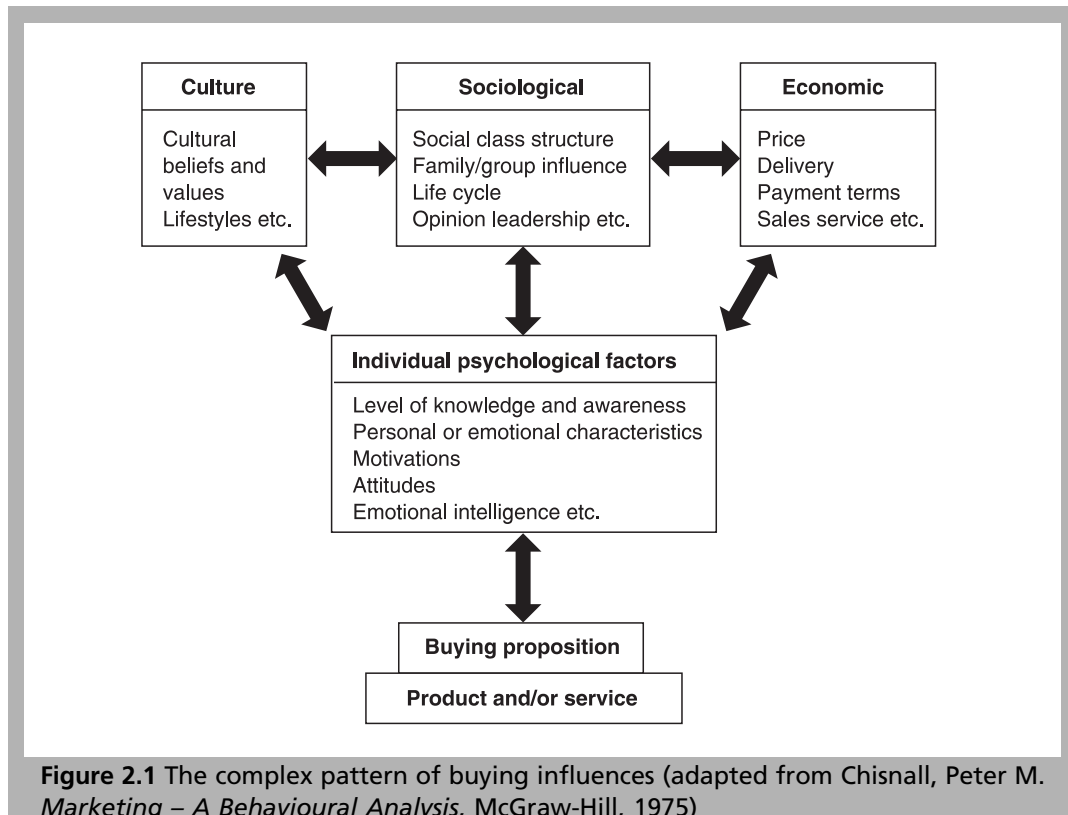 Culture
Cultural
beliefs and
values
Lifestyles etc.
Sociological
Social class structure
Family/group influence
Life cycle
Opinion leadership etc.
Economic
Price
Delivery
Payment terms
Sales service etc.
Individual psychological factors
Level of knowledge and awareness
Personal or emotional characteristics
Motivations
Attitudes
Emotional intelligence etc.
Buying proposition
Product and/or service
Figure 2.1 The complex pattern of buying influences (adapted from Chisnall, Peter M.
Marketing – A Behavioural Analysis, McGraw-Hill, 1975)